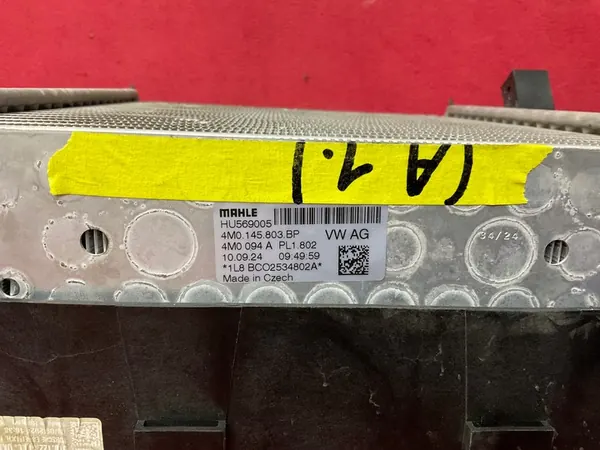 (A 1.)
MAHLE
HU569005
4M0.145.803.BP VW AG
4M0 094 A PL1.802
10.09.24 09:49:59
*1L8 BCO2534802A*
Made in Czech
34/24